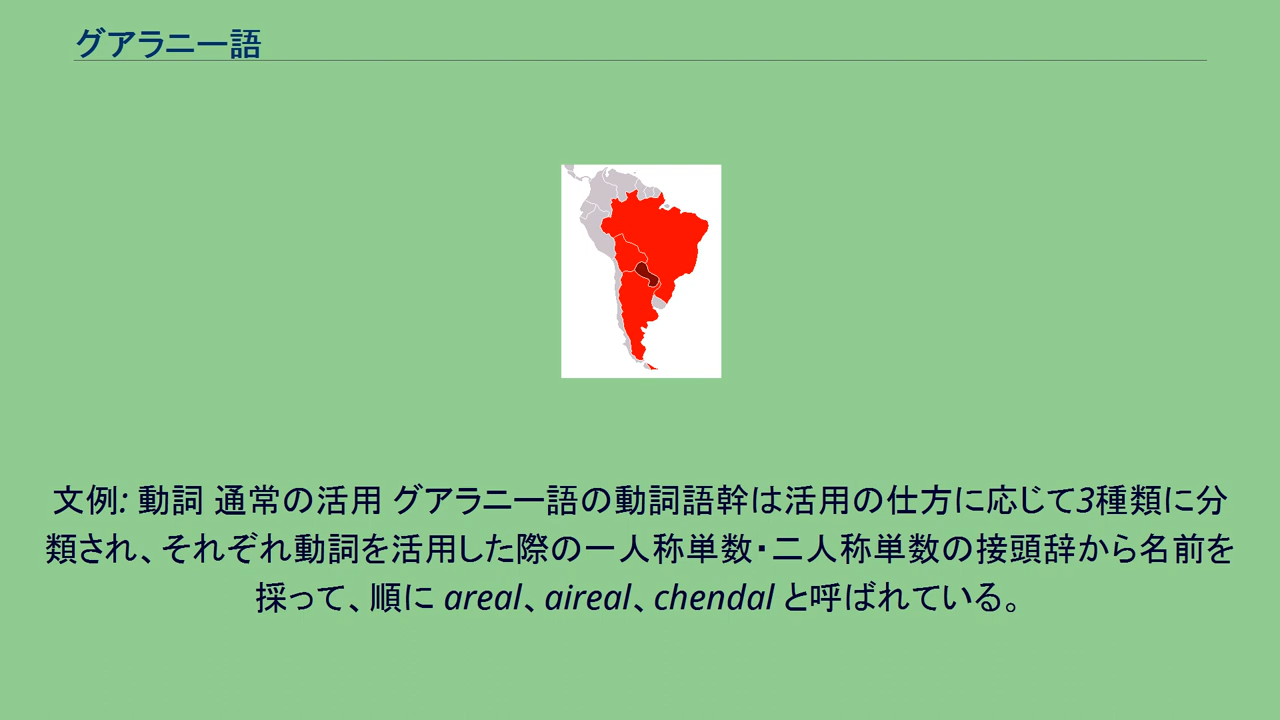 グアラニー語
文例: 動詞 通常の活用 グアラニー語の動詞語幹は活用の仕方に応じて3種類に分
類され、それぞれ動詞を活用した際の一人称単数・二人称単数の接頭辞から名前を
採って、順に areal、aireal、chendal と呼ばれている。